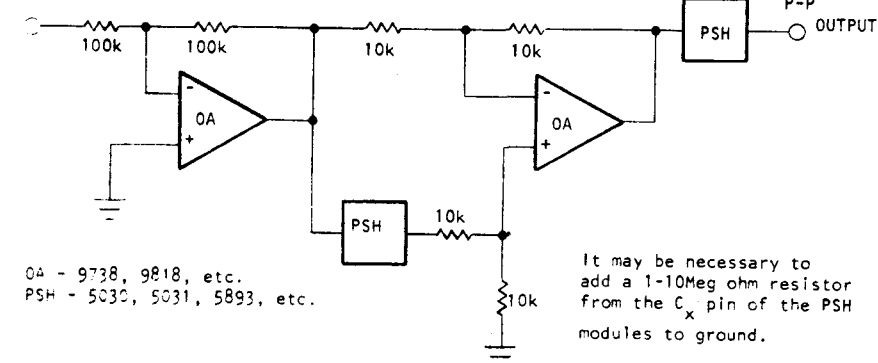 P-P
PSH
OUTPUT
100k
100k
10k
10k
-
OA
+
-
OA
+
PSH
10k
10k
OA - 9738, 9818, etc.
PSH - 5030, 5031, 5893, etc.
It may be necessary to
add a 1-10Meg ohm resistor
from the Cx pin of the PSH
modules to ground.